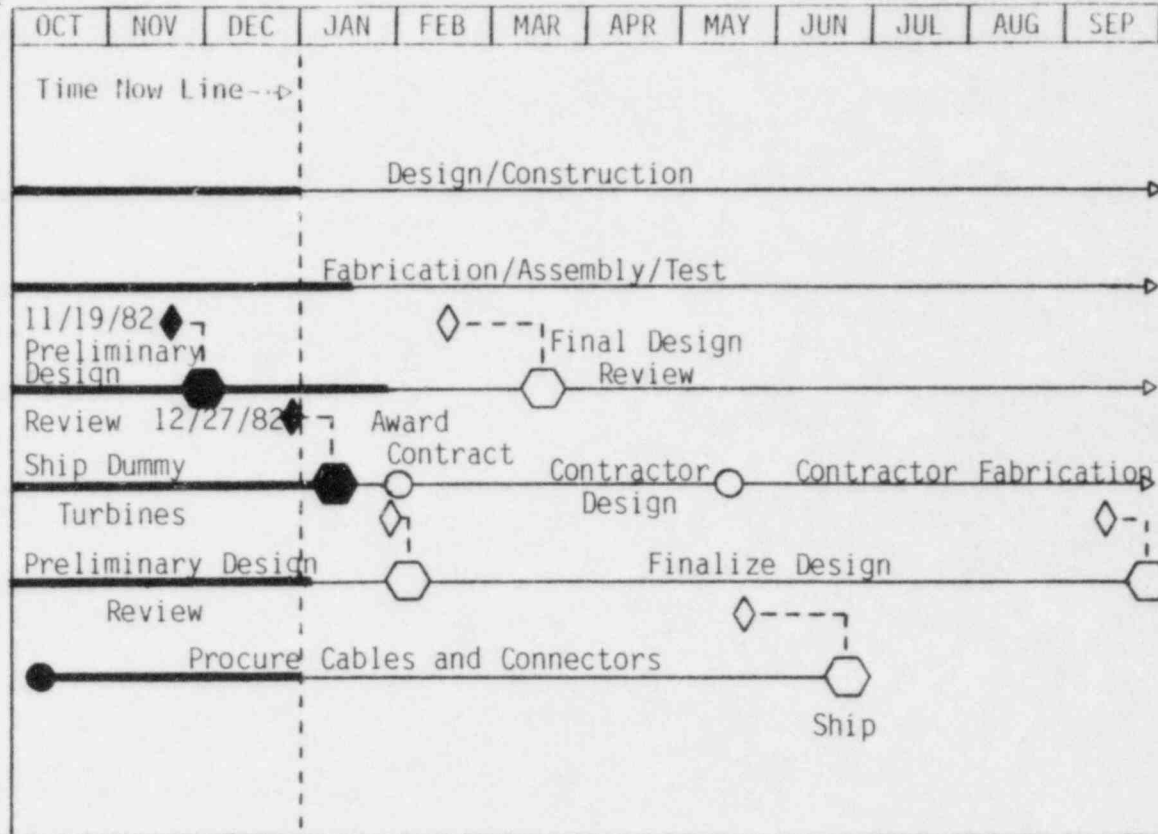 OCT NOV DEC JAN FEB MAR APR MAY JUN JUL AUG SEP
Time Now Line
Design/Construction
Fabrication/Assembly/Test
11/19/82
Preliminary
Design
Review
Final Design
Review
12/27/82
Award
Contract
Ship Dummy
Turbines
Contractor
Design
Contractor Fabrication
Preliminary Design
Review
Finalize Design
Procure Cables and Connectors
Ship